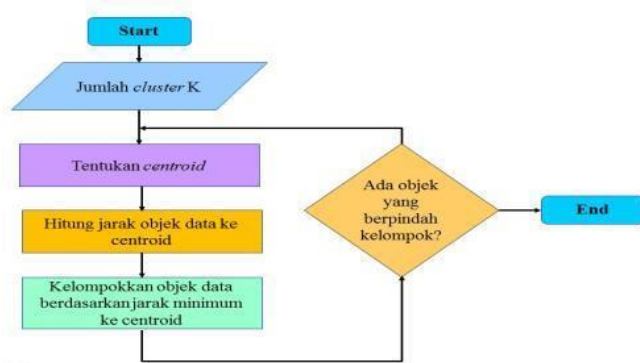 Start
Jumlah cluster K
Tentukan centroid
Hitung jarak objek data ke
centroid
Kelompokkan objek data
berdasarkan jarak minimum
ke centroid
Ada objek
yang
berpindah
kelompok?
End